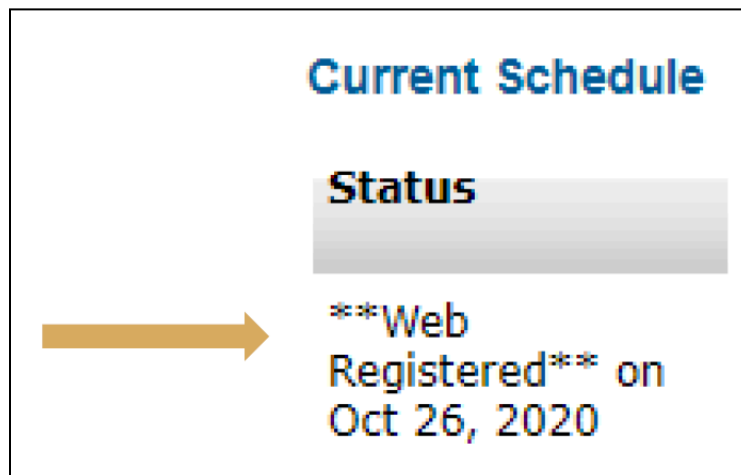 Current Schedule
Status
**Web
Registered** on
Oct 26, 2020